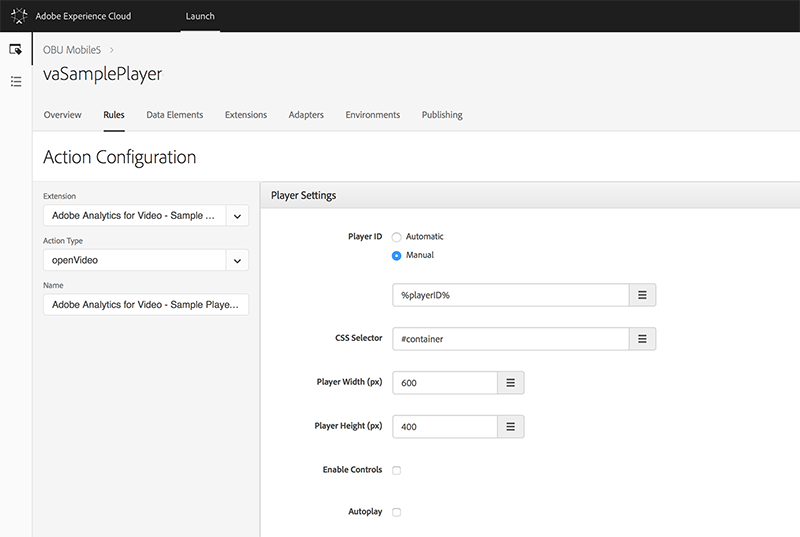 Adobe Experience Cloud Launch
OBU Mobile5 >
vaSamplePlayer
Overview Rules Data Elements Extensions Adapters Environments Publishing
Action Configuration
Extension
Adobe Analytics for Video - Sample ...
Action Type
openVideo
Name
Adobe Analytics for Video - Sample Playe...
Player Settings
Player ID Automatic
Manual
%playerID%
CSS Selector #container
Player Width (px) 600
Player Height (px) 400
Enable Controls
Autoplay